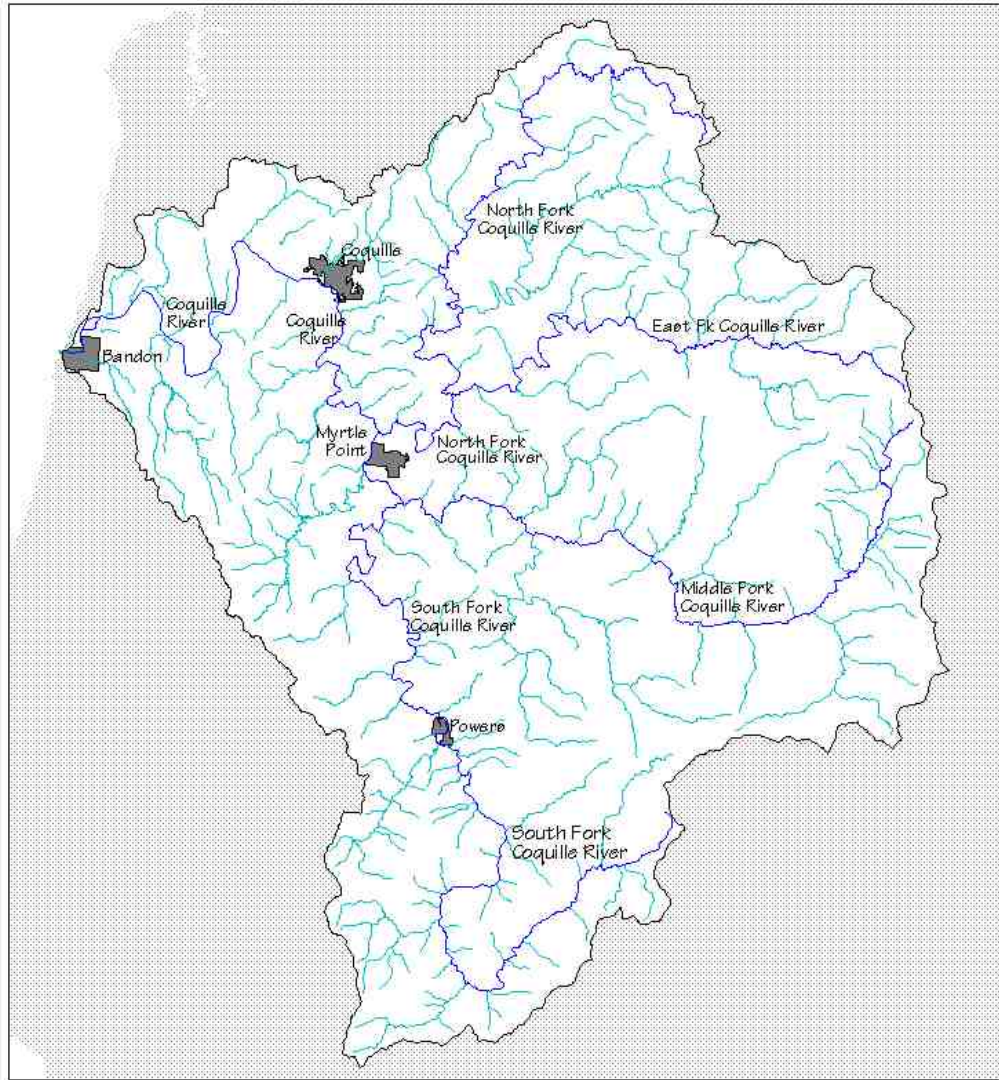 North Fork
Coquille River
Coquille
Coquille
River
Coquille
River
East Fk Coquille River
Bandon
Myrtle
Point
North Fork
Coquille River
Middle Fork
Coquille River
South Fork
Coquille River
Powers
South Fork
Coquille River